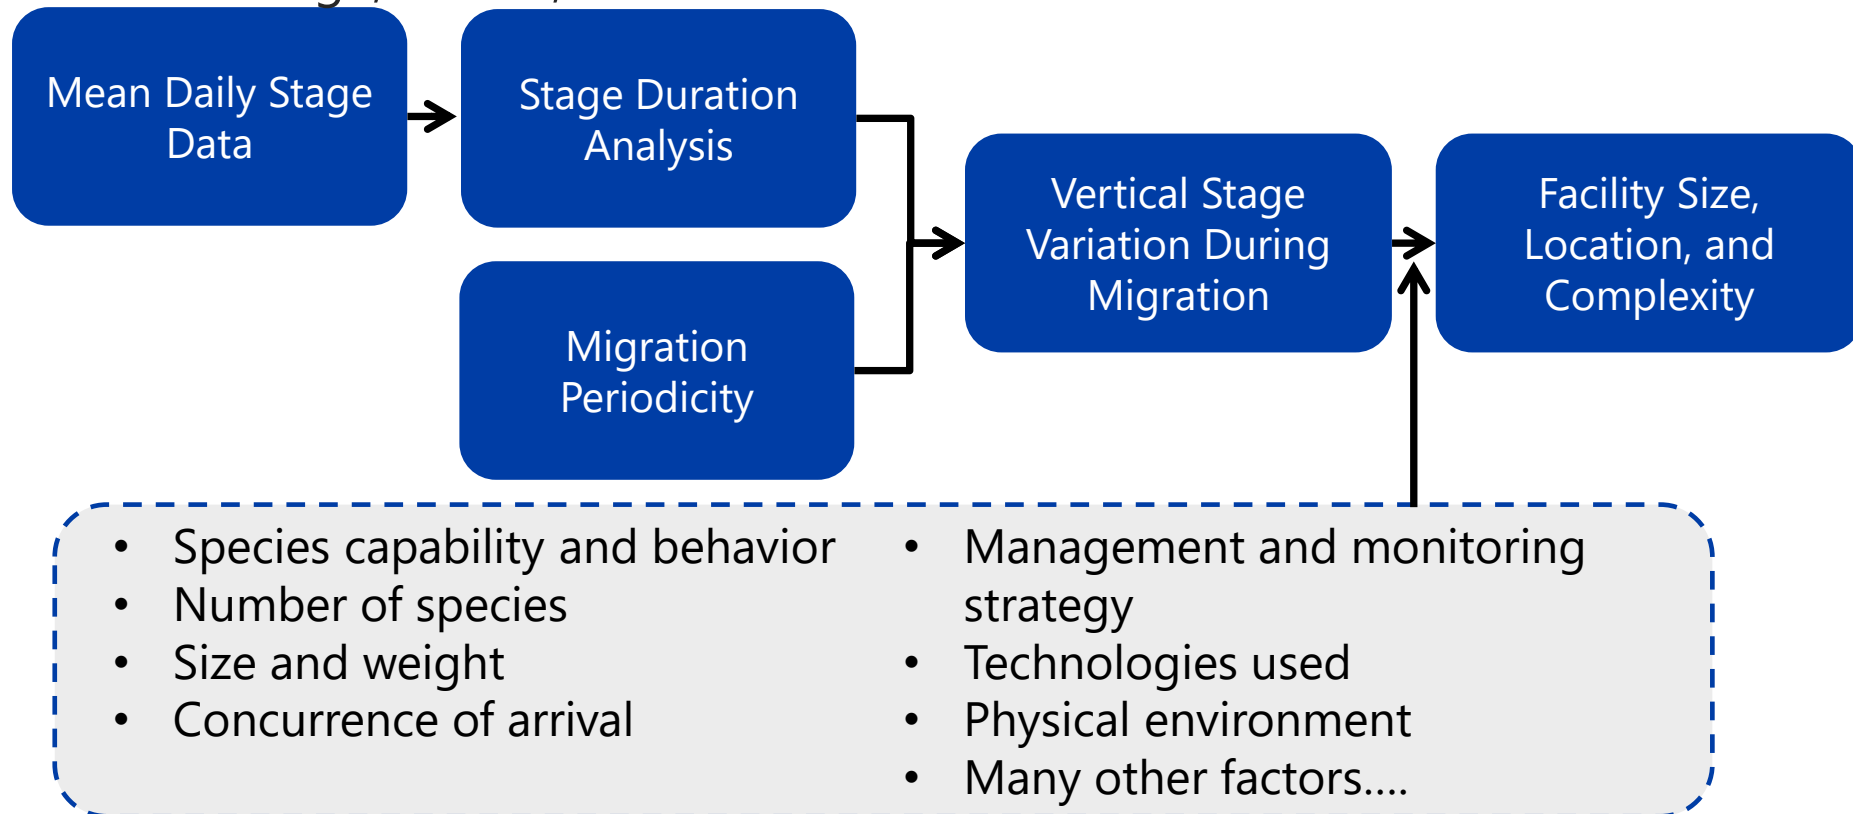 Mean Daily Stage
Data
Stage Duration
Analysis
Migration
Periodicity
Vertical Stage
Variation During
Migration
Facility Size,
Location, and
Complexity
• Species capability and behavior
• Number of species
• Size and weight
• Concurrence of arrival
• Management and monitoring
strategy
• Technologies used
• Physical environment
• Many other factors....